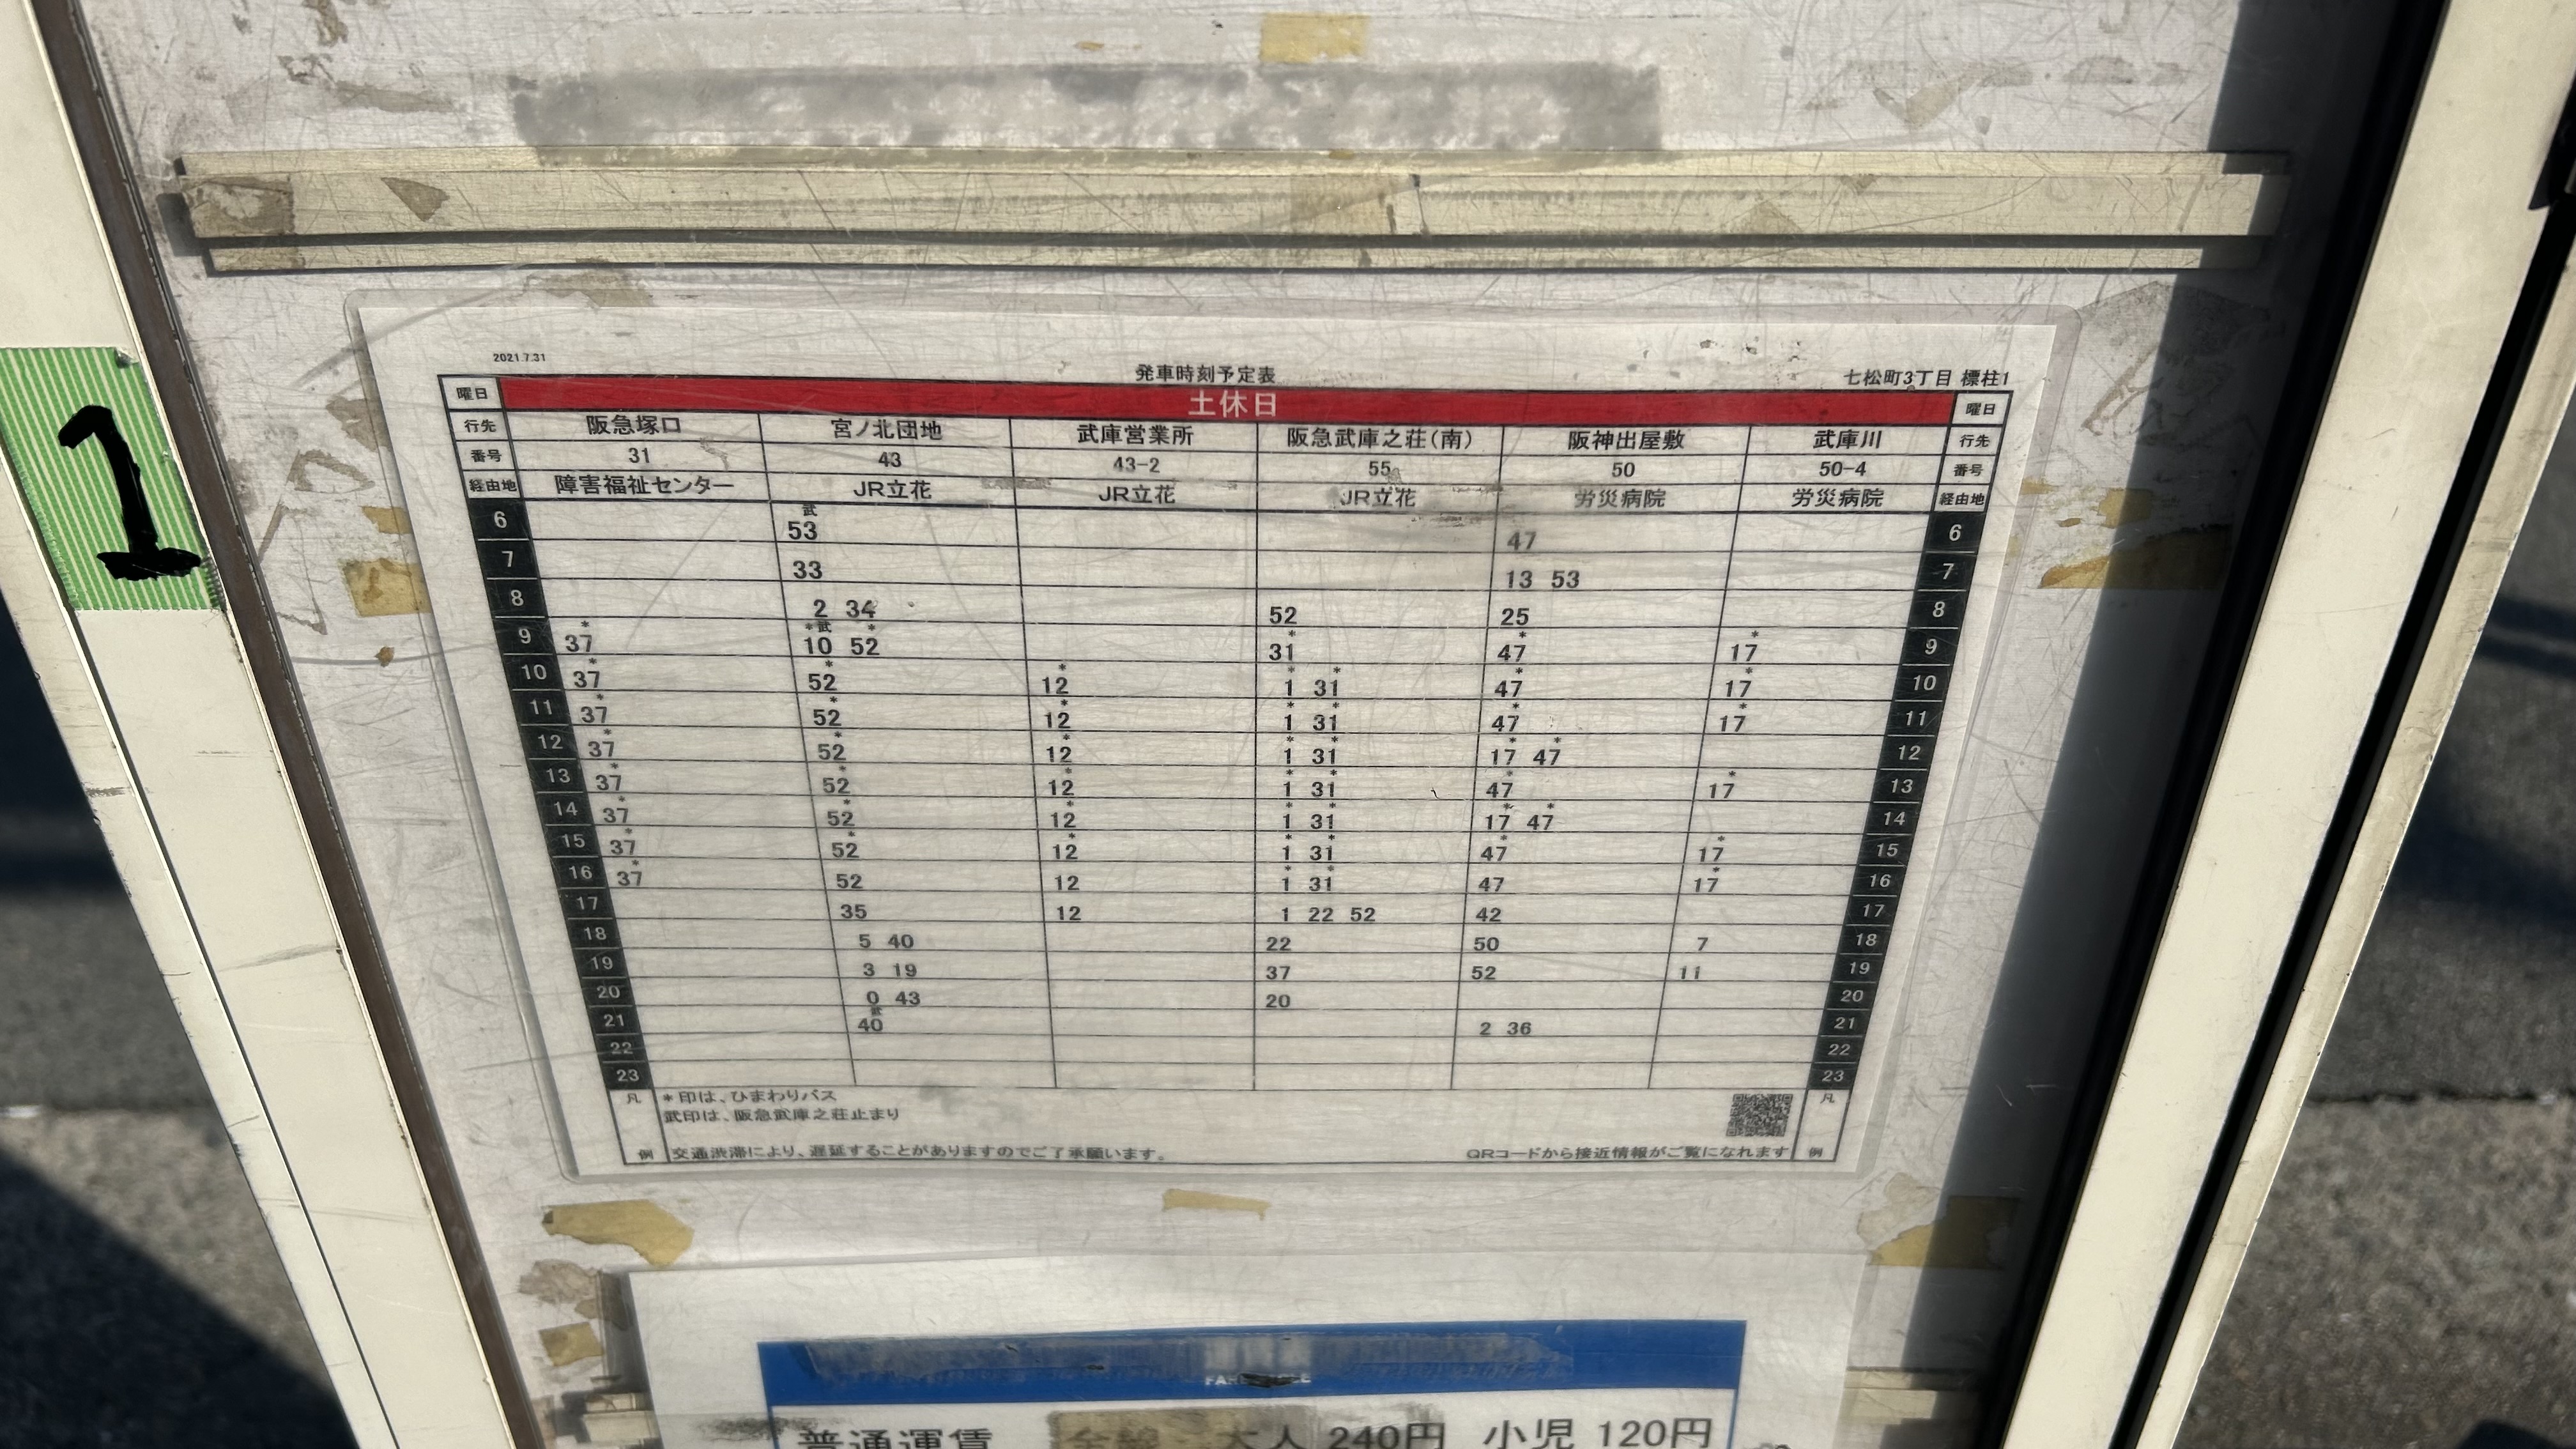 1
2021.7.31
発車時刻予定表
七松町3丁目 標柱1
曜日 土休日 曜日
行先 阪急塚口 宮ノ北団地 武庫営業所 阪急武庫之荘(南) 阪神出屋敷 武庫川 行先
番号 31 43 43-2 55 50 50-4 番号
経由地 障害福祉センター JR立花 JR立花 JR立花 労災病院 労災病院 経由地
6 武53 47 6
7 33 13 53 7
8 2 34 52 25 8
9 *37 *武10 *52 *31 *47 *17 9
10 *37 *52 *12 *1 *31 *47 *17 10
11 *37 *52 *12 *1 *31 *47 *17 11
12 *37 *52 *12 *1 *31 *17 *47 12
13 *37 *52 *12 *1 *31 *47 *17 13
14 *37 *52 *12 *1 *31 *17 *47 14
15 *37 *52 *12 *1 *31 47 *17 15
16 *37 52 12 *1 *31 47 *17 16
17 35 12 1 22 52 42 17
18 5 40 22 50 7 18
19 3 19 37 52 11 19
20 0 43 20 20
21 武40 2 36 21
22 22
23 23
凡例 *印は、ひまわりバス 凡例
武印は、阪急武庫之荘止まり
交通渋滞により、遅延することがありますのでご了承願います。 QRコードから接近情報がご覧になれます
普通運賃 大人 240円 小児 120円